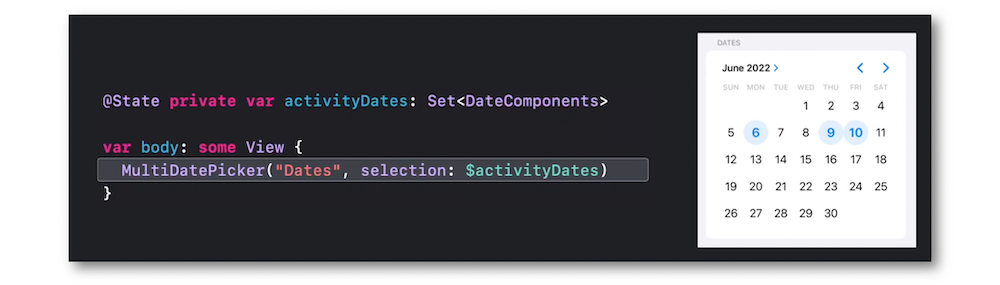 @State private var activityDates: Set<DateComponents>
var body: some View {
MultiDatePicker("Dates", selection: $activityDates)
}
DATES
June 2022 >
SUN MON TUE WED THU FRI SAT
1 2 3 4
5 6 7 8 9 10 11
12 13 14 15 16 17 18
19 20 21 22 23 24 25
26 27 28 29 30